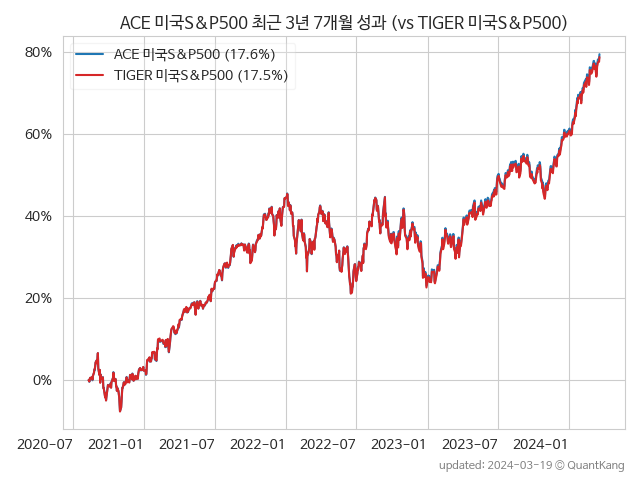 ACE 미국S&P500 최근 3년 7개월 성과 (vs TIGER 미국S&P500)
ACE 미국S&P500 (17.6%)
TIGER 미국S&P500 (17.5%)
80%
60%
40%
20%
0%
2020-07 2021-01 2021-07 2022-01 2022-07 2023-01 2023-07 2024-01
updated: 2024-03-19 © QuantKang